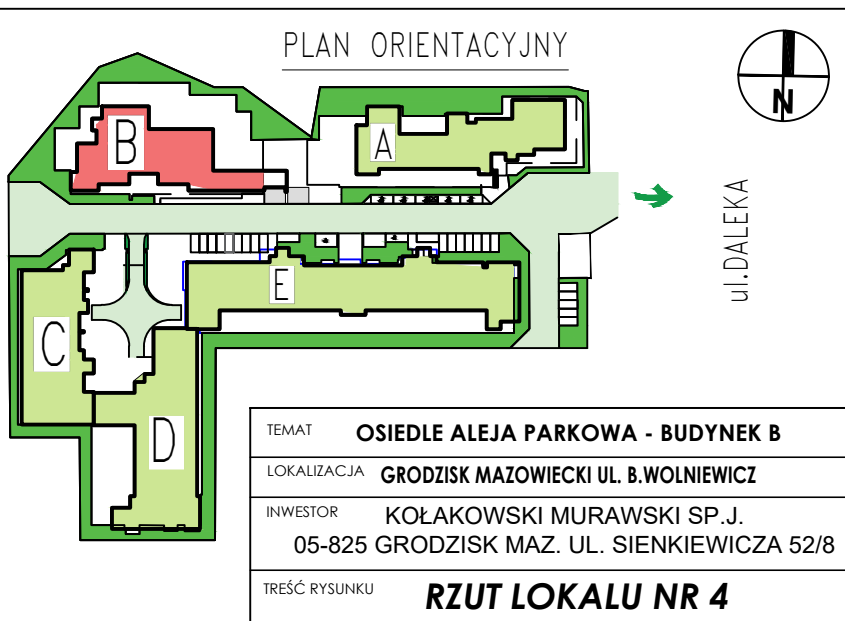 PLAN ORIENTACYJNY
N
B
A
ul.DALEKA
E
C
D
TEMAT OSIEDLE ALEJA PARKOWA - BUDYNEK B
LOKALIZACJA GRODZISK MAZOWIECKI UL. B.WOLNIEWICZ
INWESTOR KOŁAKOWSKI MURAWSKI SP.J.
05-825 GRODZISK MAZ. UL. SIENKIEWICZA 52/8
TREŚĆ RYSUNKU RZUT LOKALU NR 4